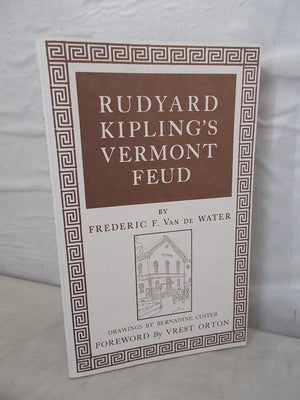 RUDYARD
KIPLING'S
VERMONT
FEUD
BY
FREDERIC F. VAN DE WATER
DRAWINGS BY BERNADINE CUSTER
FOREWORD BY VREST ORTON